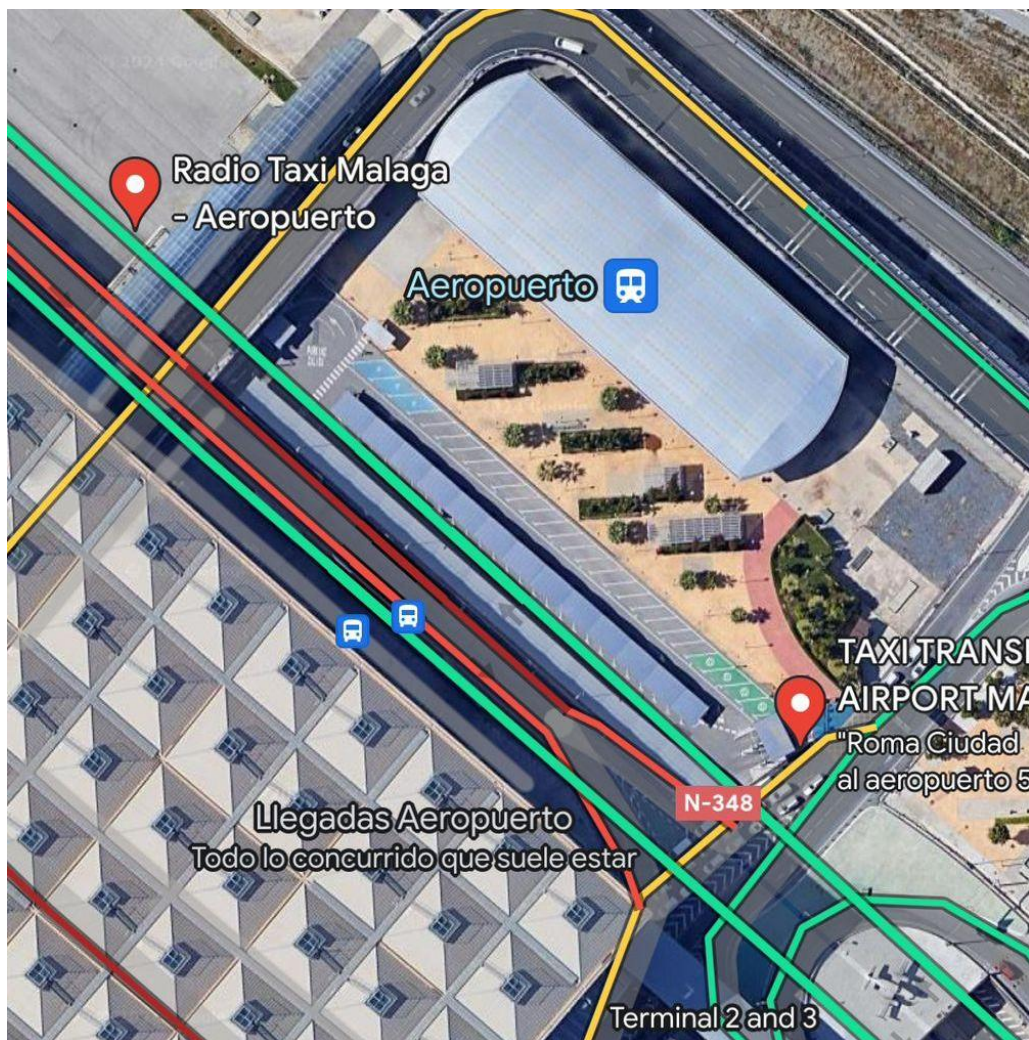 Radio Taxi Malaga
- Aeropuerto
Aeropuerto
TAXI TRANS
AIRPORT MA
"Roma Ciudad
al aeropuerto 5
N-348
Llegadas Aeropuerto
Todo lo concurrido que suele estar
Terminal 2 and 3